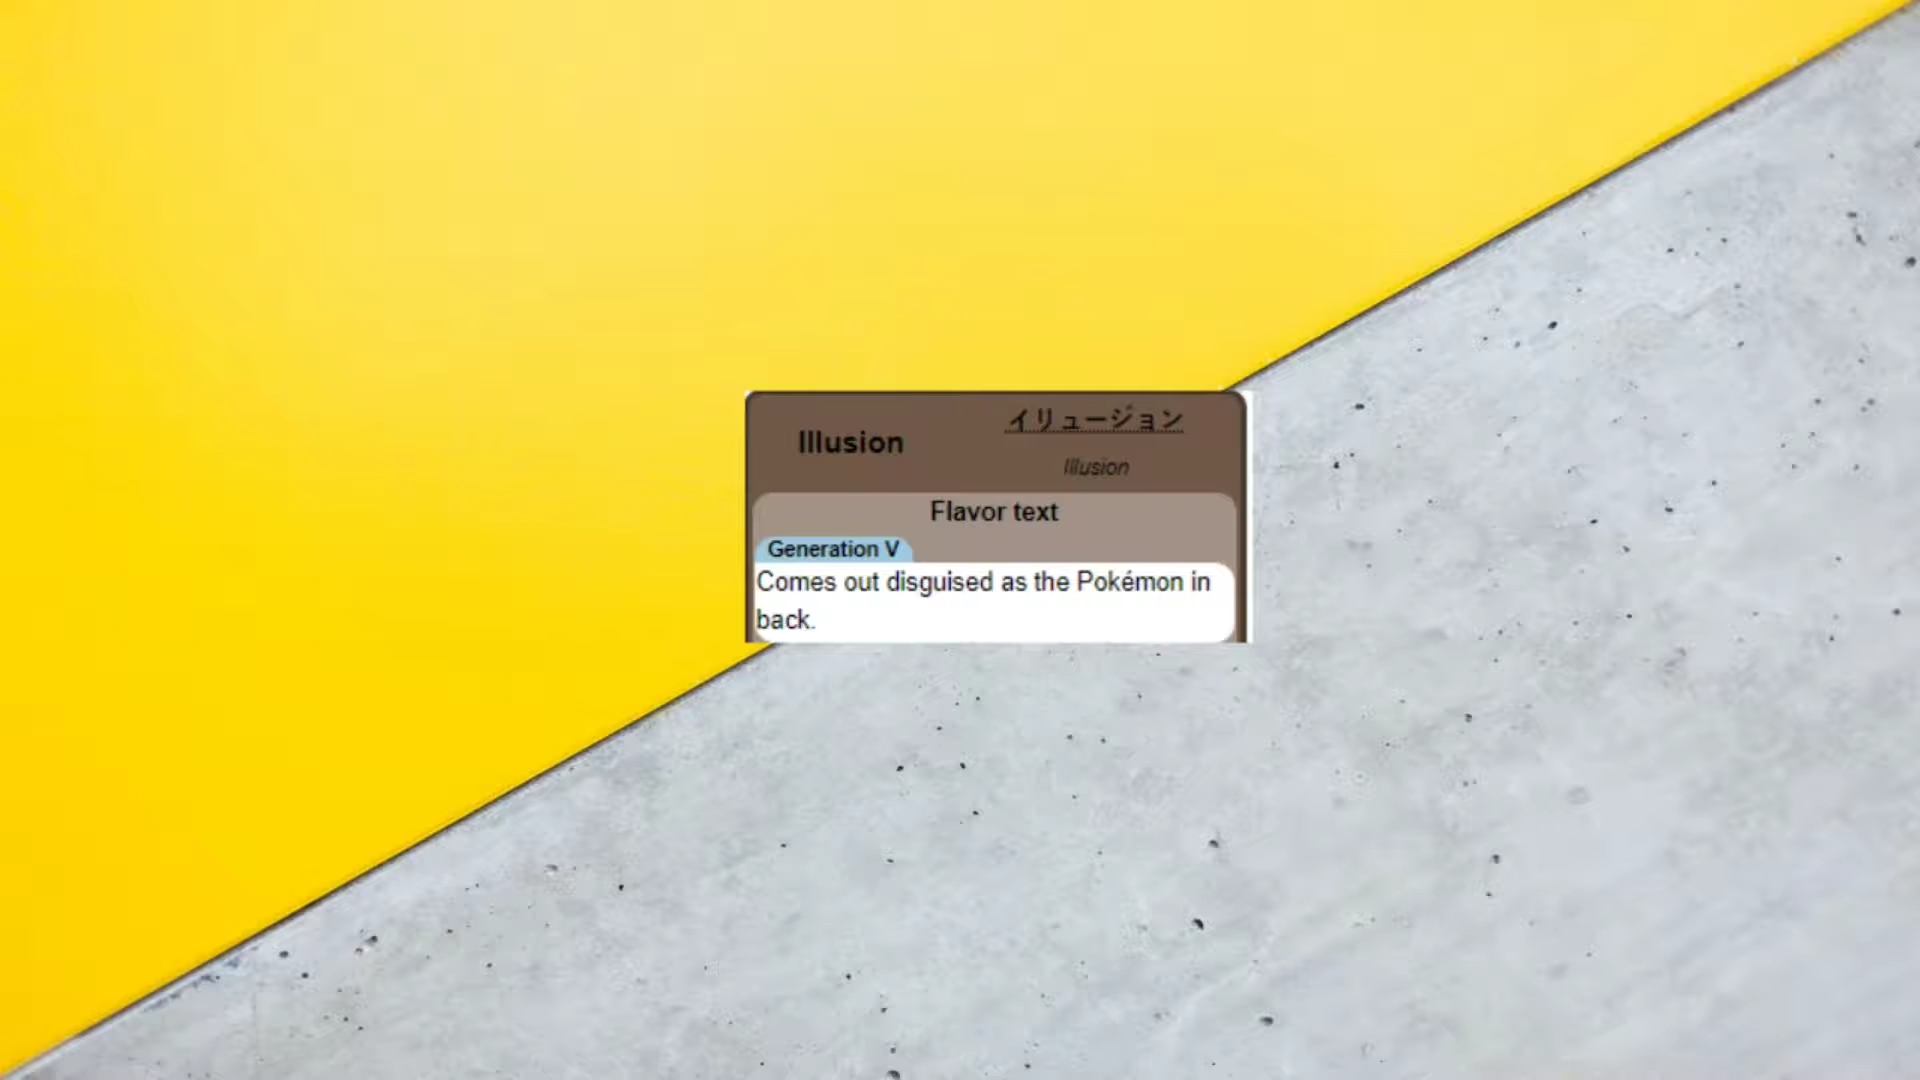 Illusion
イリュージョン
Illusion
Flavor text
Generation V
Comes out disguised as the Pokémon in
back.